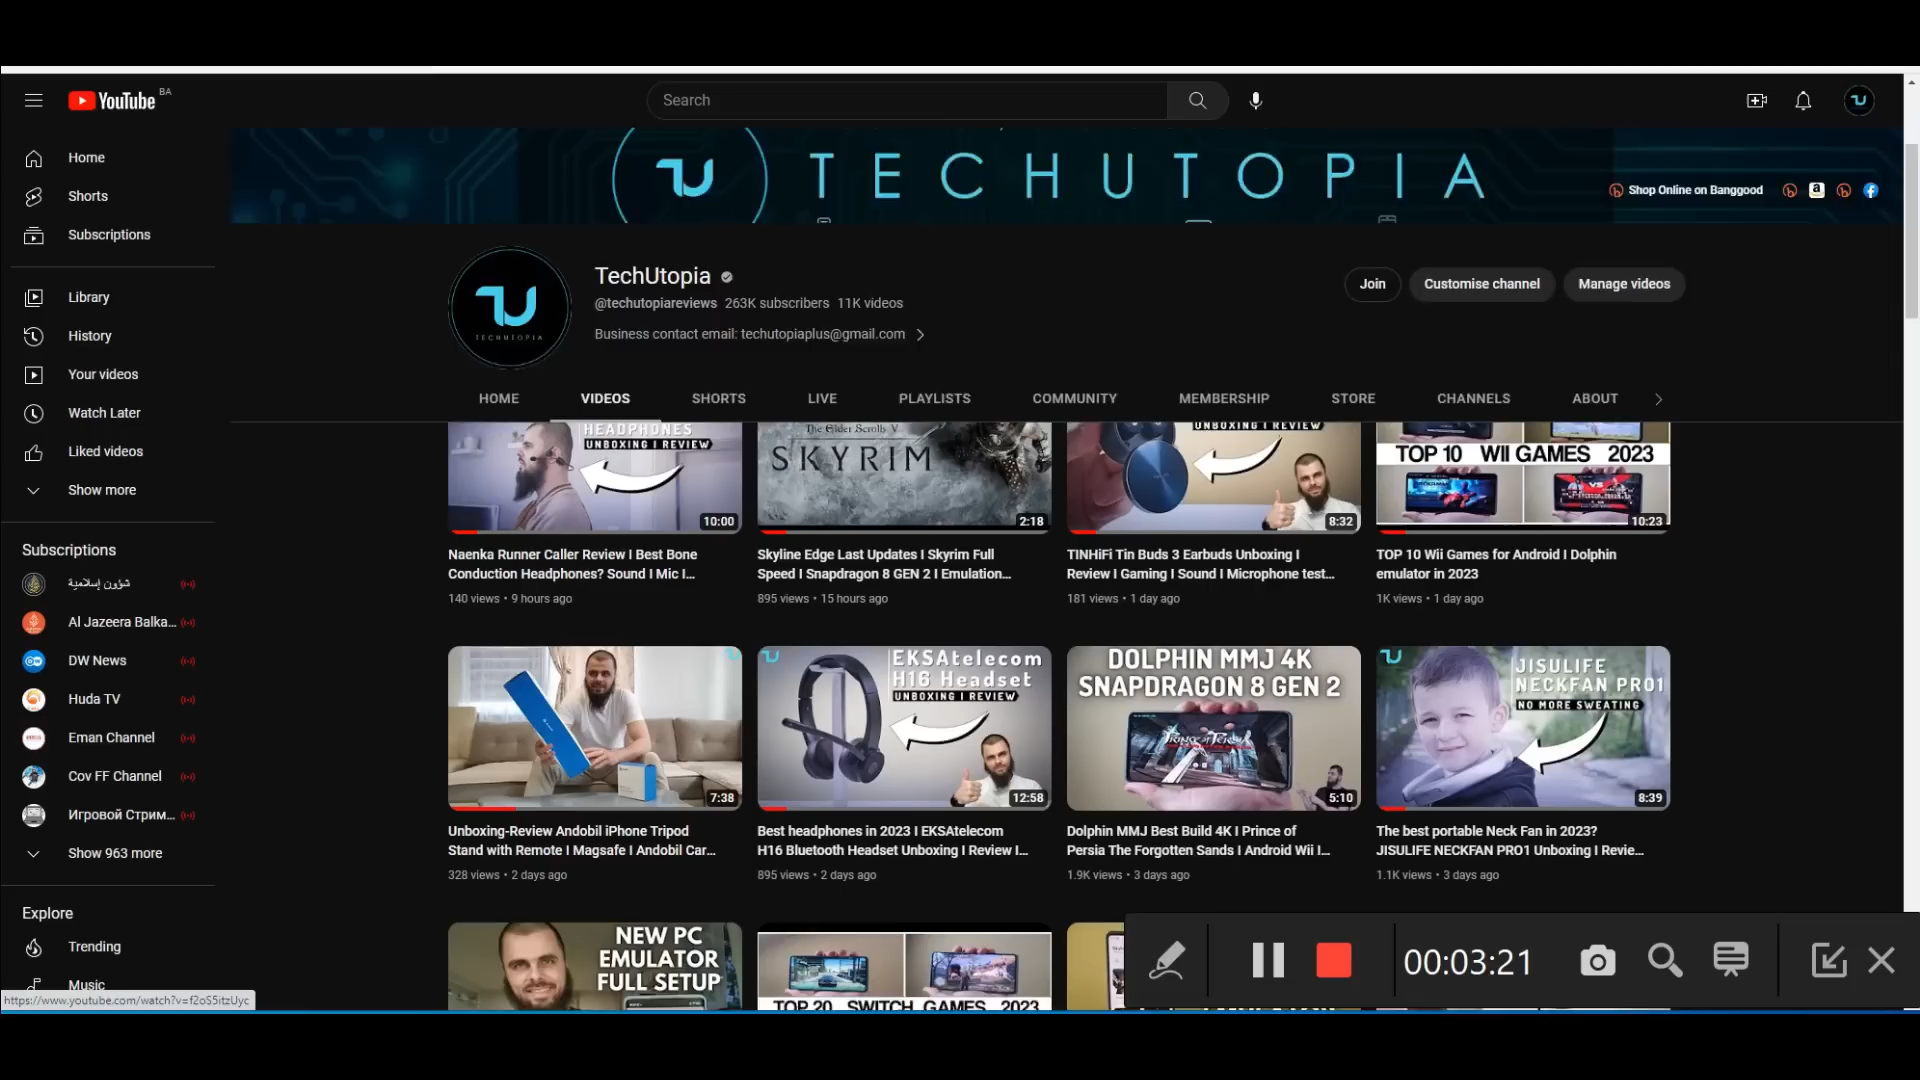 YouTube BA
Search
Home
Shorts
Subscriptions
Library
History
Your videos
Watch Later
Liked videos
Show more
Subscriptions
شؤون إسلامية
Al Jazeera Balka...
DW News
Huda TV
Eman Channel
Cov FF Channel
Игровой Стрим...
Show 963 more
Explore
Trending
Music
https://www.youtube.com/watch?v=f2oS5itzUyc
TECHUTOPIA
Shop Online on Banggood
TECHUTOPIA
TechUtopia
@techutopiareviews 263K subscribers 11K videos
Business contact email: techutopiaplus@gmail.com
Join
Customise channel
Manage videos
HOME
VIDEOS
SHORTS
LIVE
PLAYLISTS
COMMUNITY
MEMBERSHIP
STORE
CHANNELS
ABOUT
HEADPHONES
UNBOXING I REVIEW
10:00
Naenka Runner Caller Review I Best Bone
Conduction Headphones? Sound I Mic I...
140 views • 9 hours ago
The Elder Scrolls V
SKYRIM
2:18
Skyline Edge Last Updates I Skyrim Full
Speed I Snapdragon 8 GEN 2 I Emulation...
895 views • 15 hours ago
UNBOXING I REVIEW
8:32
TINHiFi Tin Buds 3 Earbuds Unboxing I
Review I Gaming I Sound I Microphone test...
181 views • 1 day ago
TOP 10 WII GAMES 2023
VS
10:23
TOP 10 Wii Games for Android I Dolphin
emulator in 2023
1K views • 1 day ago
7:38
Unboxing-Review Andobil iPhone Tripod
Stand with Remote I Magsafe I Andobil Car...
328 views • 2 days ago
EKSAtelecom
H16 Headset
UNBOXING I REVIEW
12:58
Best headphones in 2023 I EKSAtelecom
H16 Bluetooth Headset Unboxing I Review I...
895 views • 2 days ago
DOLPHIN MMJ 4K
SNAPDRAGON 8 GEN 2
PRINCE OF PERSIA
5:10
Dolphin MMJ Best Build 4K I Prince of
Persia The Forgotten Sands I Android Wii I...
1.9K views • 3 days ago
JISULIFE
NECKFAN PRO1
NO MORE SWEATING
8:39
The best portable Neck Fan in 2023?
JISULIFE NECKFAN PRO1 Unboxing I Revie...
1.1K views • 3 days ago
NEW PC
EMULATOR
FULL SETUP
TOP 20 SWITCH GAMES 2023
00:03:21